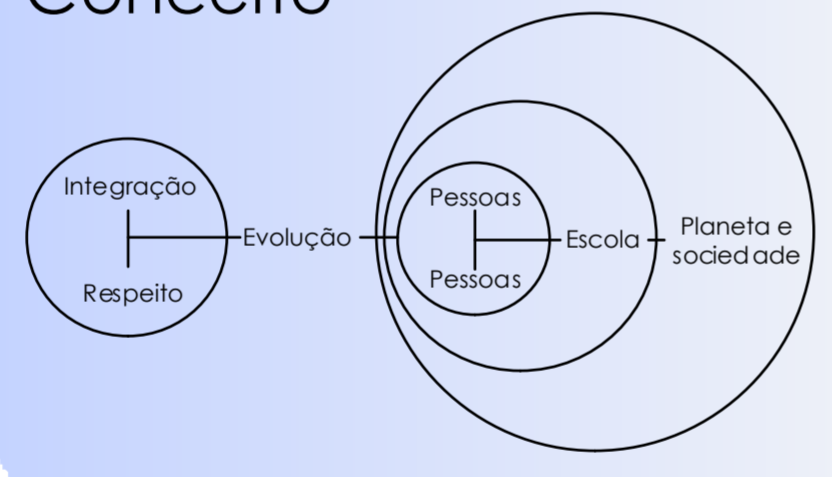 Conceito
Integração
Respeito
Evolução
Pessoas
Pessoas
Escola
Planeta e
sociedade